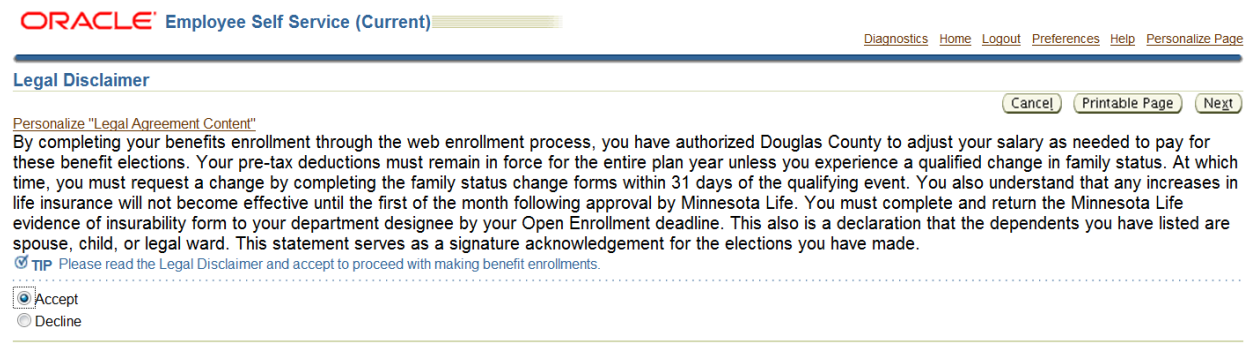 ORACLE Employee Self Service (Current)
Diagnostics Home Logout Preferences Help Personalize Page
Legal Disclaimer
Cancel Printable Page Next
Personalize "Legal Agreement Content"
By completing your benefits enrollment through the web enrollment process, you have authorized Douglas County to adjust your salary as needed to pay for
these benefit elections. Your pre-tax deductions must remain in force for the entire plan year unless you experience a qualified change in family status. At which
time, you must request a change by completing the family status change forms within 31 days of the qualifying event. You also understand that any increases in
life insurance will not become effective until the first of the month following approval by Minnesota Life. You must complete and return the Minnesota Life
evidence of insurability form to your department designee by your Open Enrollment deadline. This also is a declaration that the dependents you have listed are
spouse, child, or legal ward. This statement serves as a signature acknowledgement for the elections you have made.
TIP Please read the Legal Disclaimer and accept to proceed with making benefit enrollments.
Accept
Decline